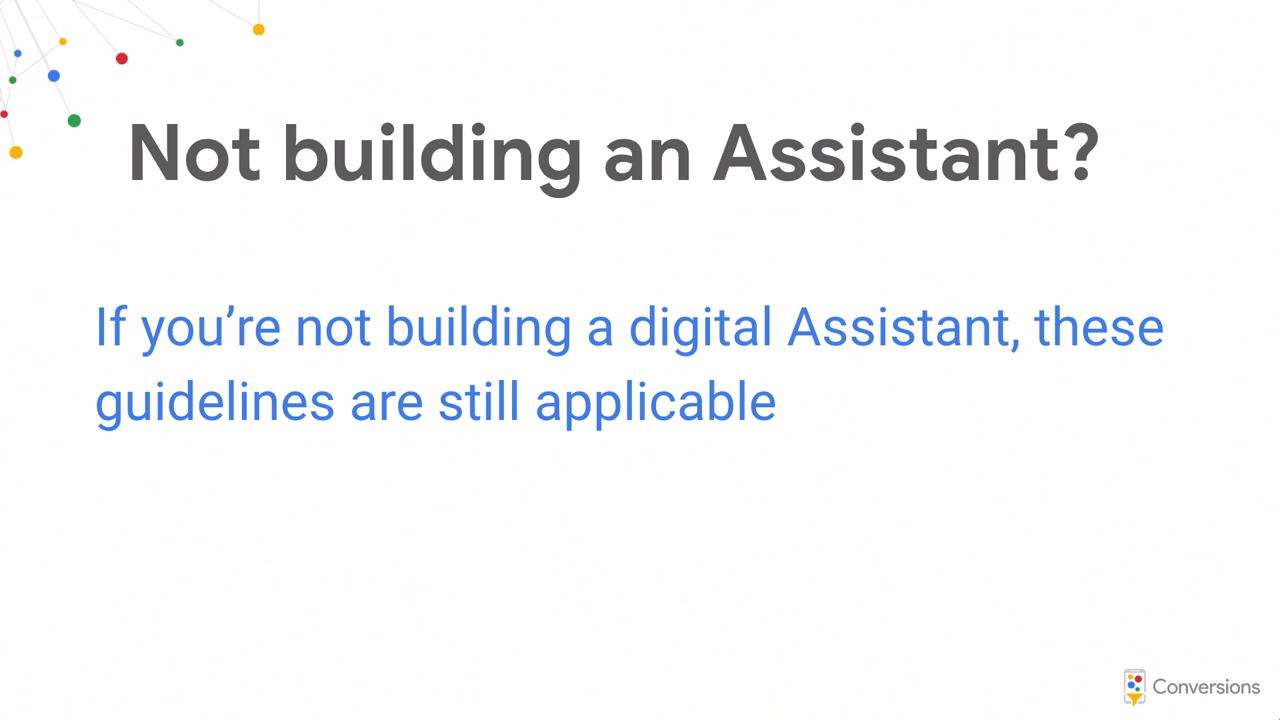 Not building an Assistant?
If you’re not building a digital Assistant, these
guidelines are still applicable
Conversions